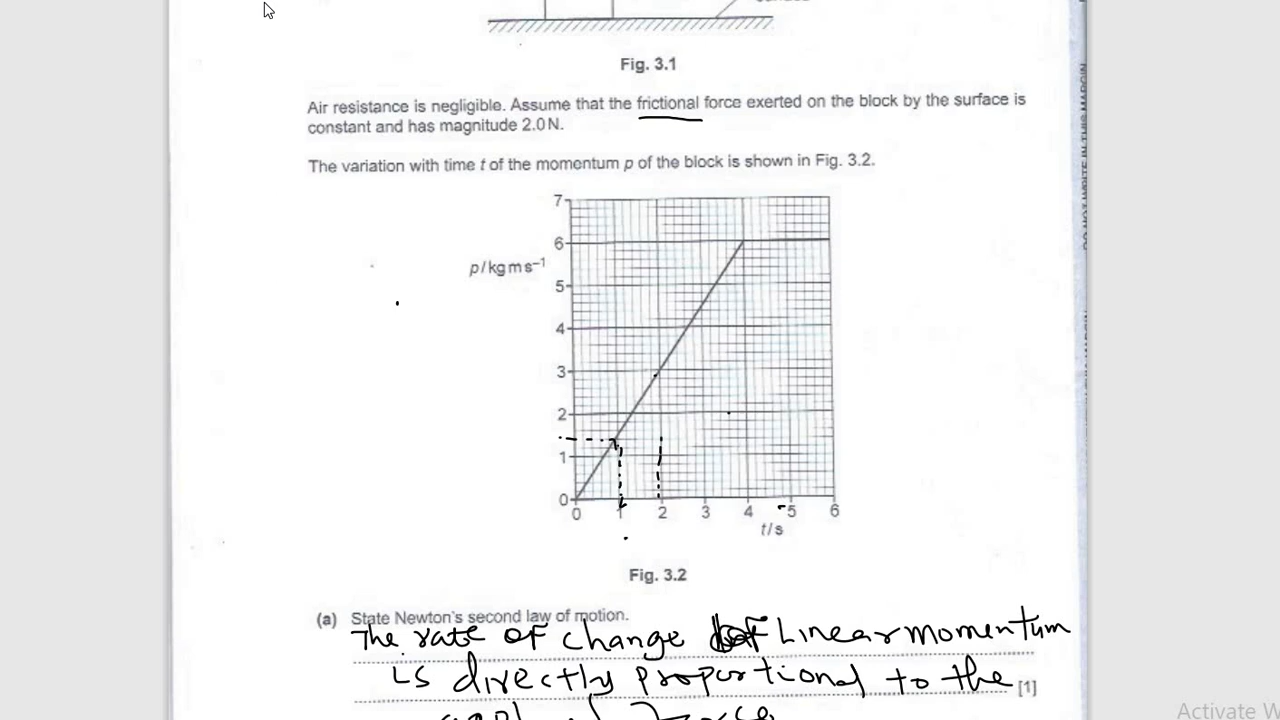 Fig. 3.1
Air resistance is negligible. Assume that the frictional force exerted on the block by the surface is
constant and has magnitude 2.0 N.
The variation with time t of the momentum p of the block is shown in Fig. 3.2.
7
6
p/kg m s⁻¹
5
4
3
2
1
0
0 1 2 3 4 5 6
t/s
Fig. 3.2
(a) State Newton's second law of motion.
The rate of change of Linear momentum
is directly proportional to the
[1]
Activate W